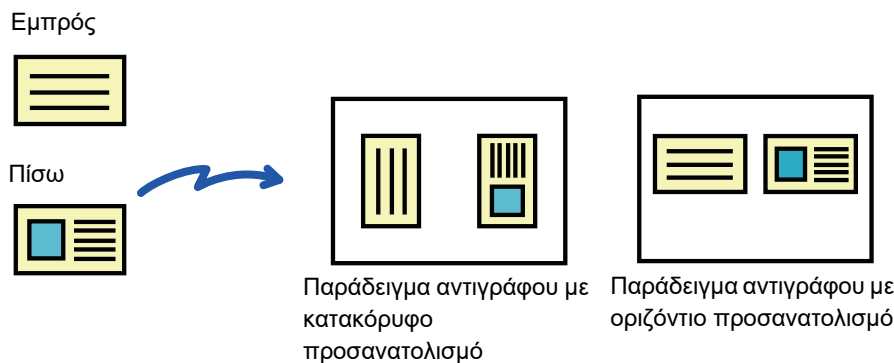 Εμπρός
Πίσω
Παράδειγμα αντιγράφου με
κατακόρυφο
προσανατολισμό
Παράδειγμα αντιγράφου με
οριζόντιο προσανατολισμό